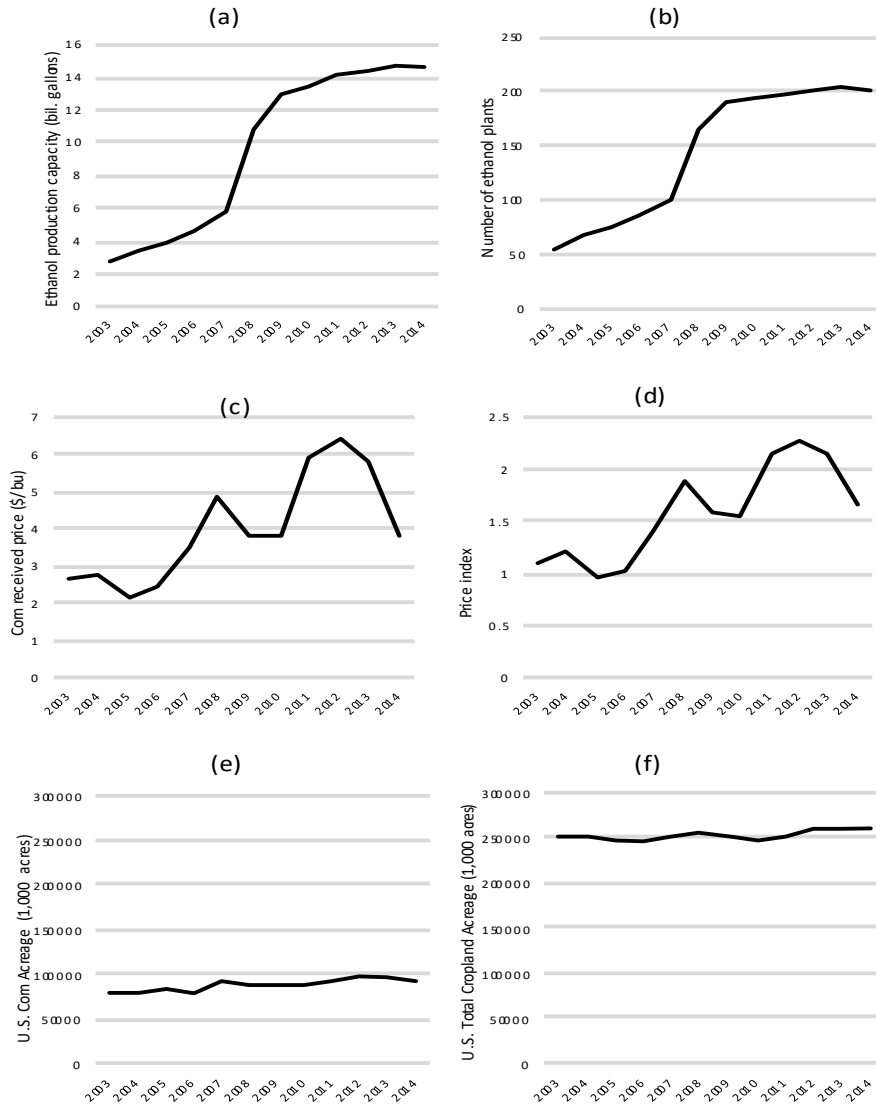 (a)
Ethanol production capacity (bil. gallons)
16
14
12
10
8
6
4
2
0
2003 2004 2005 2006 2007 2008 2009 2010 2011 2012 2013 2014
(b)
Number of ethanol plants
250
200
150
100
50
0
2003 2004 2005 2006 2007 2008 2009 2010 2011 2012 2013 2014
(c)
Corn received price ($/bu)
7
6
5
4
3
2
1
0
2003 2004 2005 2006 2007 2008 2009 2010 2011 2012 2013 2014
(d)
Price index
2.5
2
1.5
1
0.5
0
2003 2004 2005 2006 2007 2008 2009 2010 2011 2012 2013 2014
(e)
U.S. Corn Acreage (1,000 acres)
300000
250000
200000
150000
100000
50000
0
2003 2004 2005 2006 2007 2008 2009 2010 2011 2012 2013 2014
(f)
U.S. Total Cropland Acreage (1,000 acres)
300000
250000
200000
150000
100000
50000
0
2003 2004 2005 2006 2007 2008 2009 2010 2011 2012 2013 2014